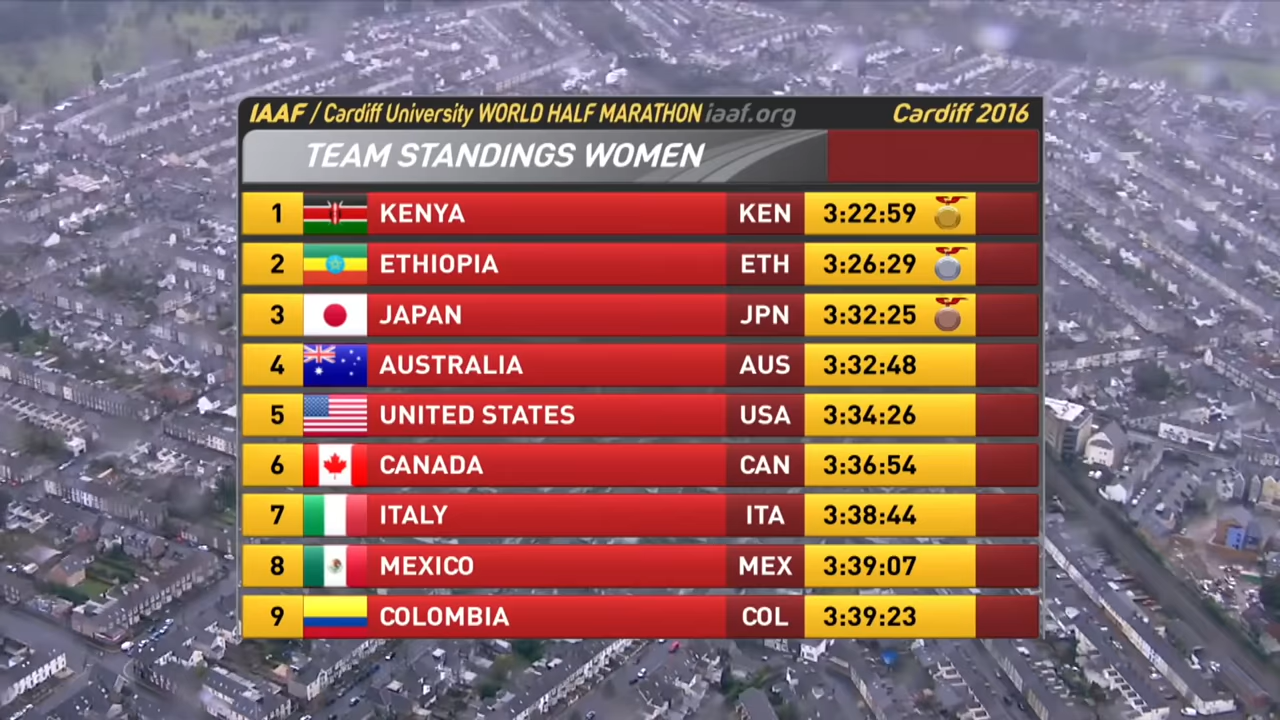 IAAF / Cardiff University WORLD HALF MARATHON iaaf.org Cardiff 2016
TEAM STANDINGS WOMEN
1 KENYA KEN 3:22:59
2 ETHIOPIA ETH 3:26:29
3 JAPAN JPN 3:32:25
4 AUSTRALIA AUS 3:32:48
5 UNITED STATES USA 3:34:26
6 CANADA CAN 3:36:54
7 ITALY ITA 3:38:44
8 MEXICO MEX 3:39:07
9 COLOMBIA COL 3:39:23